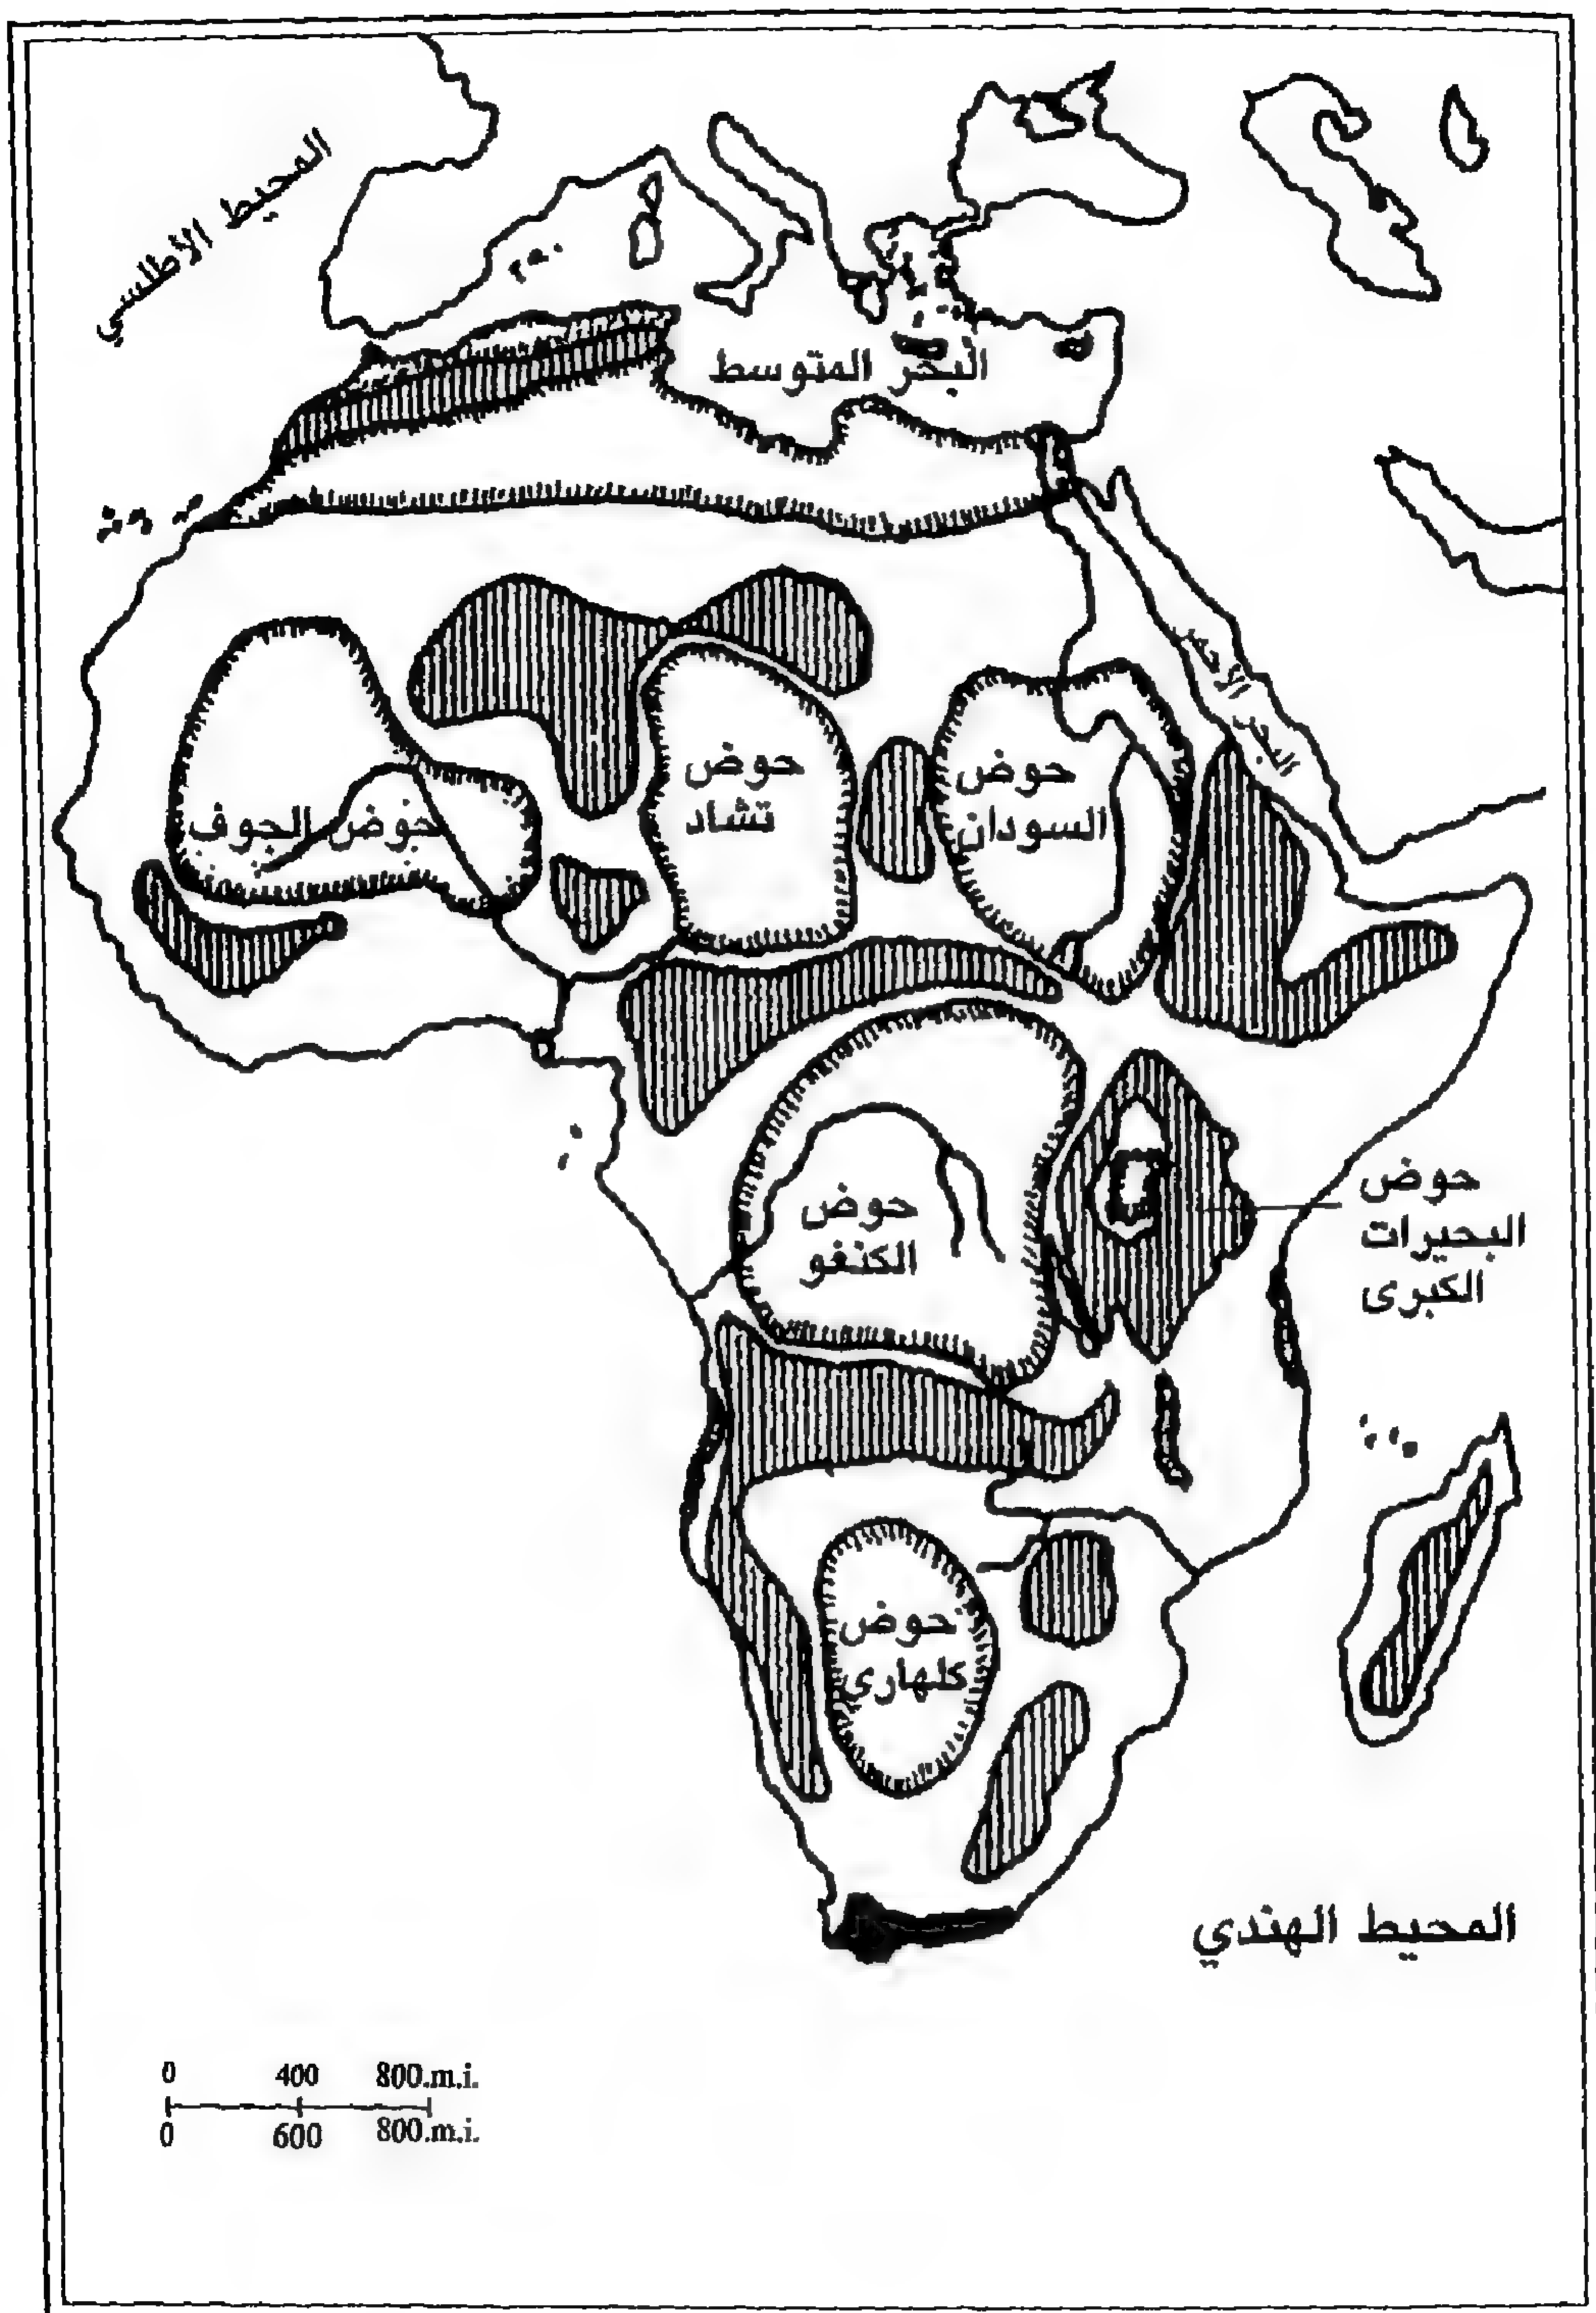 المحيط الأطلسي
البحر المتوسط
البحر الأحمر
حوض الجوف
حوض
تشاد
حوض
السودان
حوض
الكنغو
حوض
البحيرات
الكبرى
حوض
كلهارى
المحيط الهندي
0 400 800.m.i.
0 600 800.m.i.